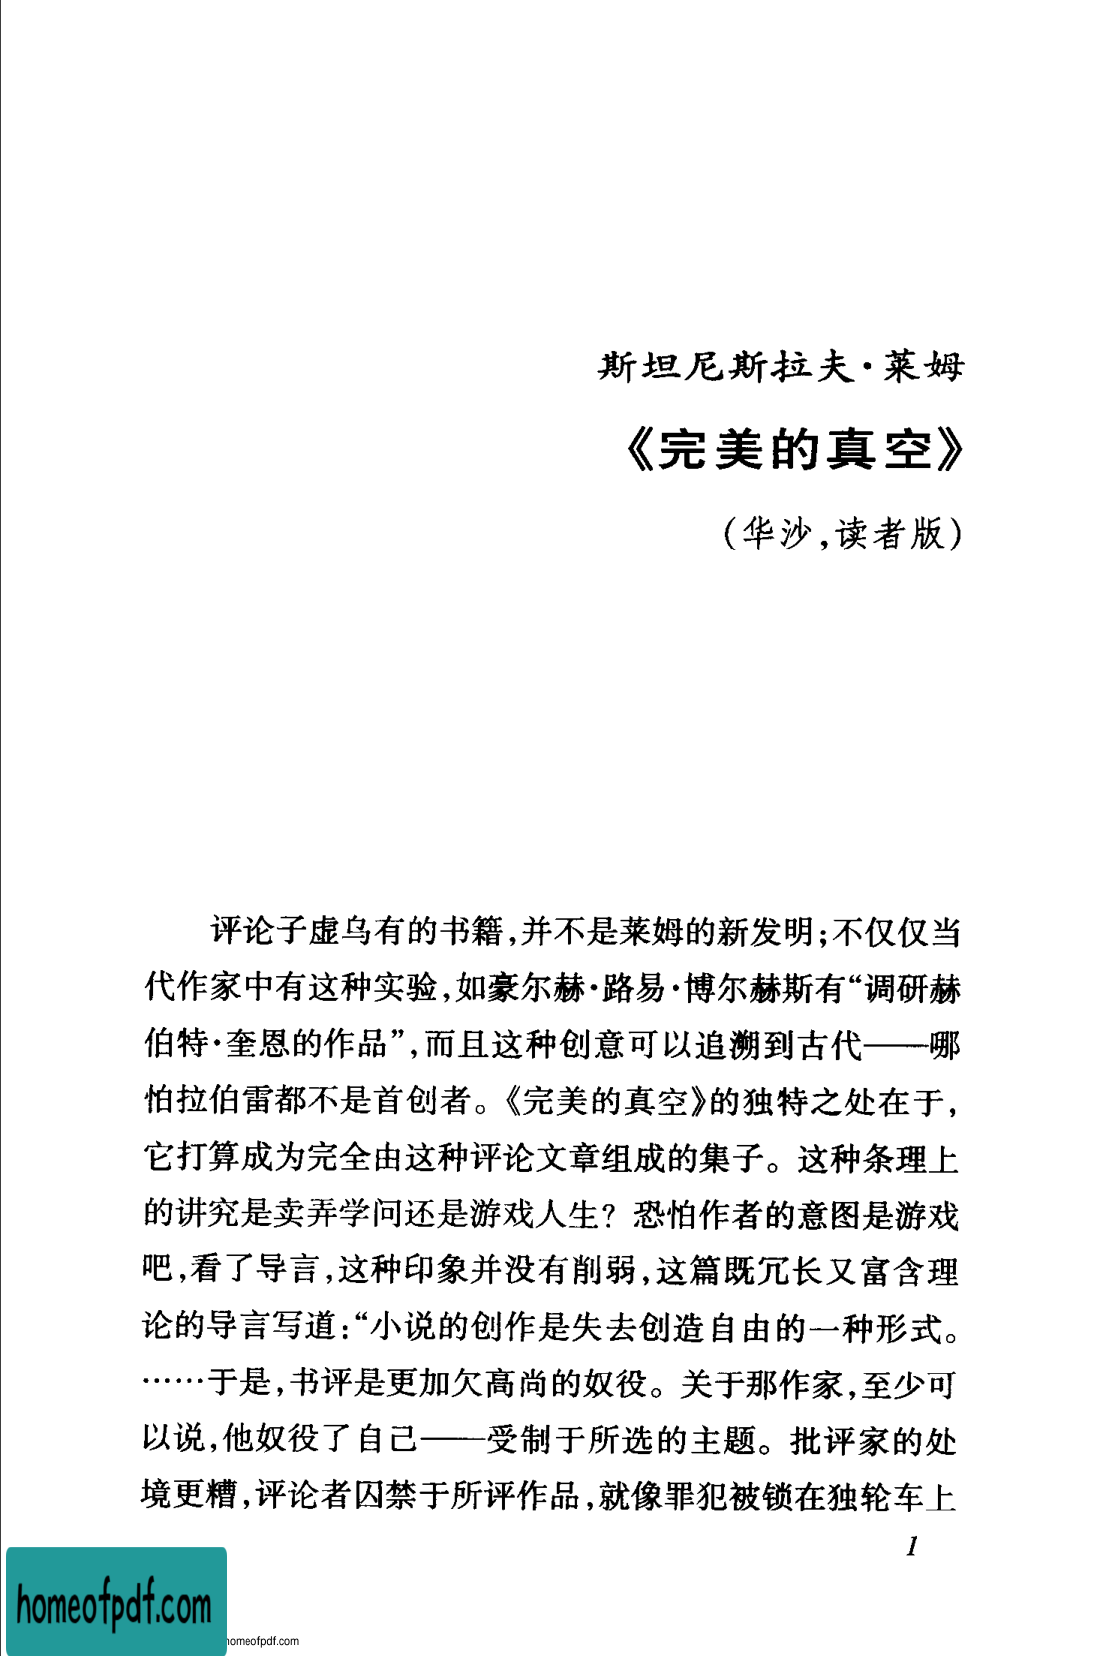 斯坦尼斯拉夫·莱姆
《完美的真空》
(华沙,读者版)
评论子虚乌有的书籍,并不是莱姆的新发明;不仅仅当
代作家中有这种实验,如豪尔赫·路易·博尔赫斯有“调研赫
伯特·奎恩的作品”,而且这种创意可以追溯到古代——哪
怕拉伯雷都不是首创者。《完美的真空》的独特之处在于,
它打算成为完全由这种评论文章组成的集子。这种条理上
的讲究是卖弄学问还是游戏人生?恐怕作者的意图是游戏
吧,看了导言,这种印象并没有削弱,这篇既冗长又富含理
论的导言写道:“小说的创作是失去创造自由的一种形式。
……于是,书评是更加欠高尚的奴役。关于那作家,至少可
以说,他奴役了自己——受制于所选的主题。批评家的处
境更糟,评论者囚禁于所评作品,就像罪犯被锁在独轮车上
1
homeofpdf.com
homeofpdf.com